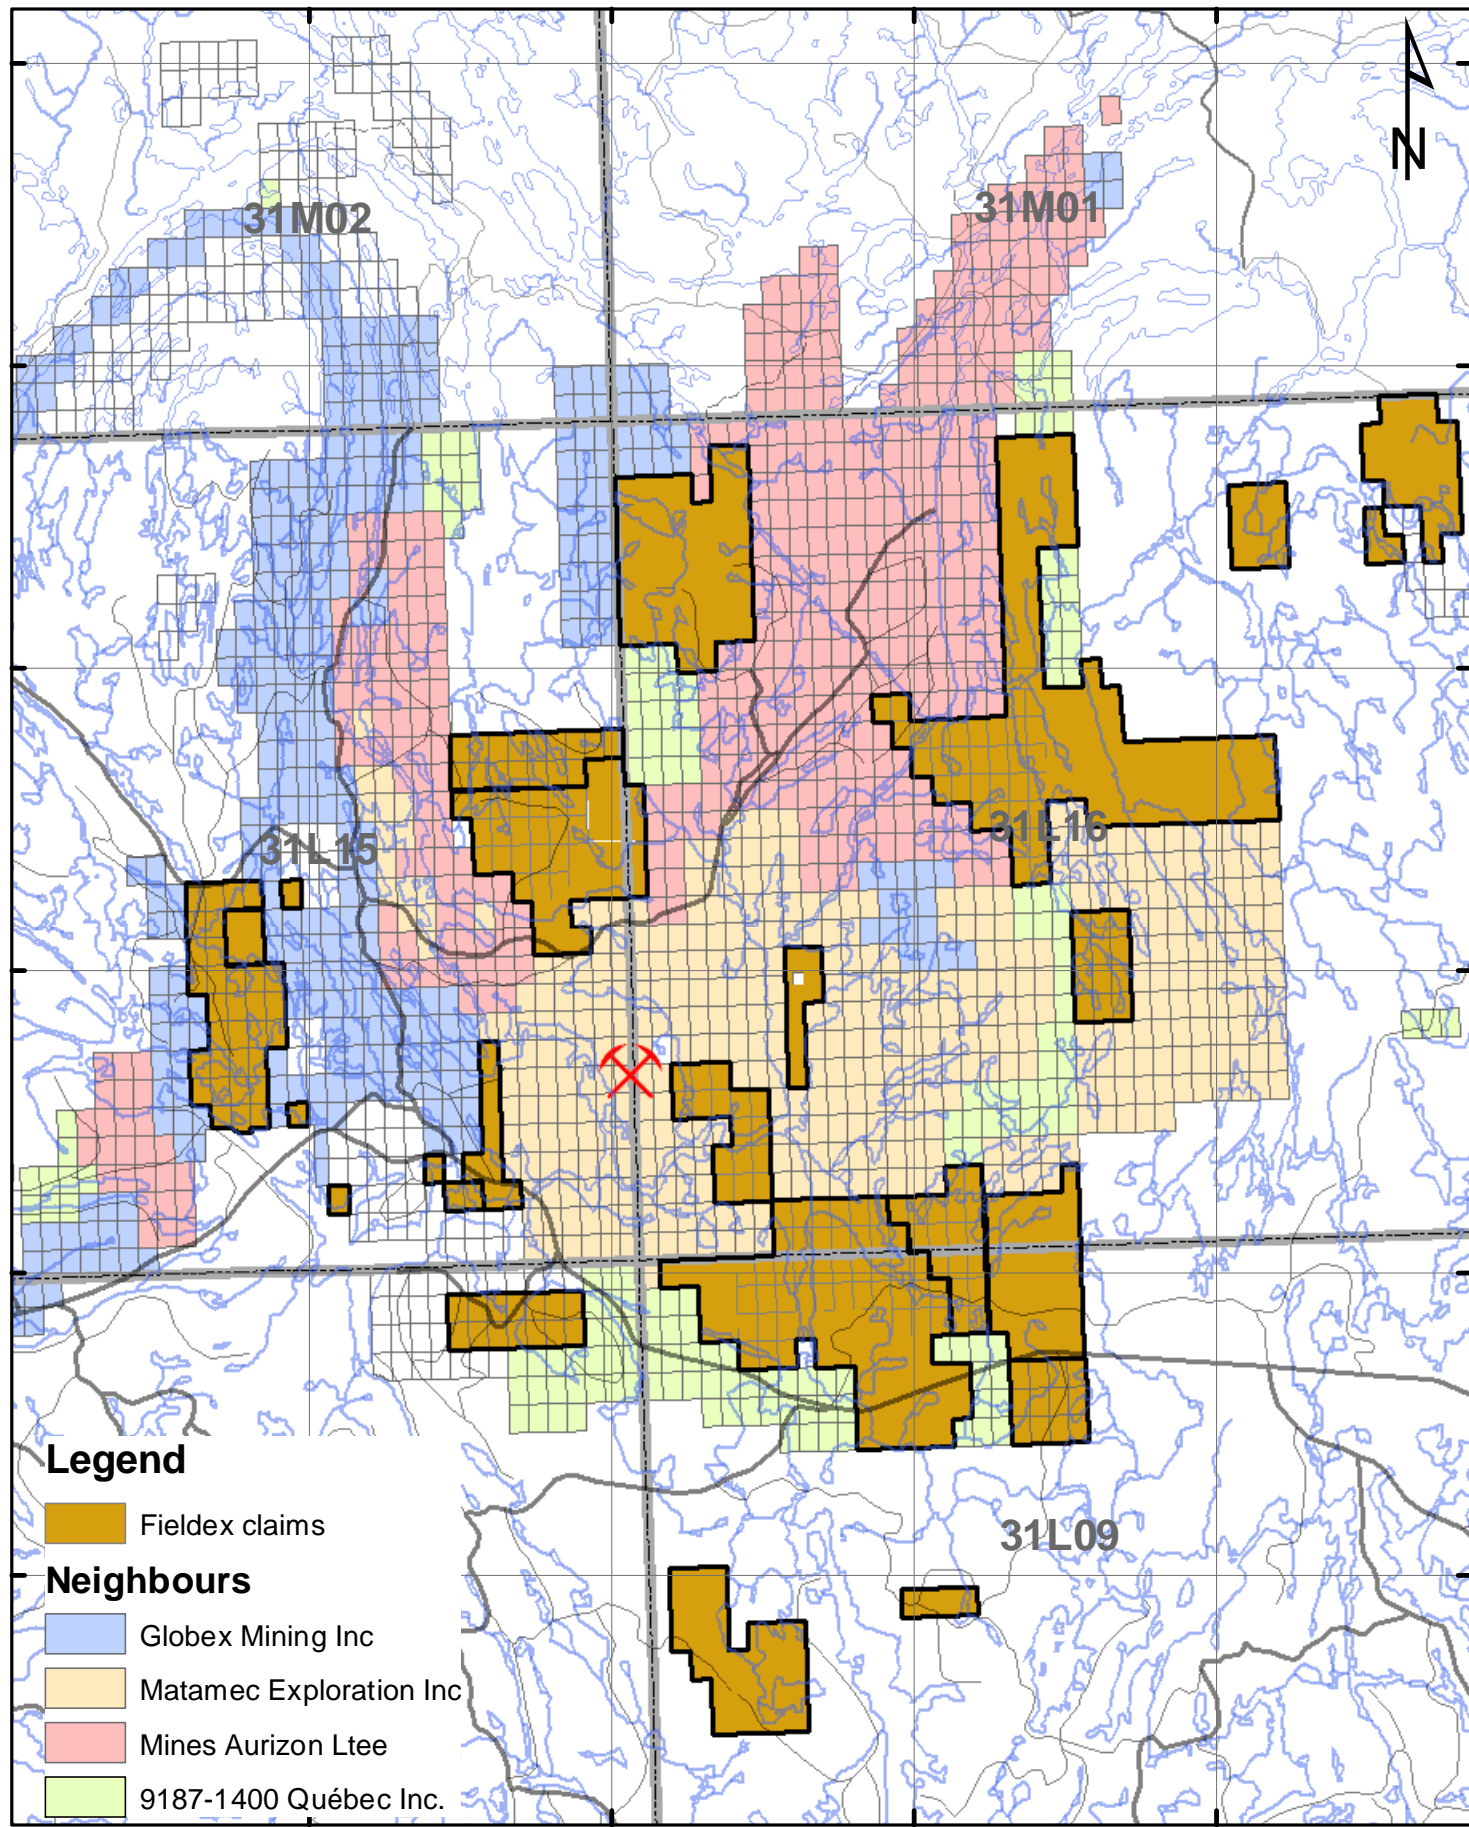 N
31M02
31M01
31L15
31L16
Legend
Fieldex claims
Neighbours
Globex Mining Inc
Matamec Exploration Inc
Mines Aurizon Ltee
9187-1400 Québec Inc.
31L09